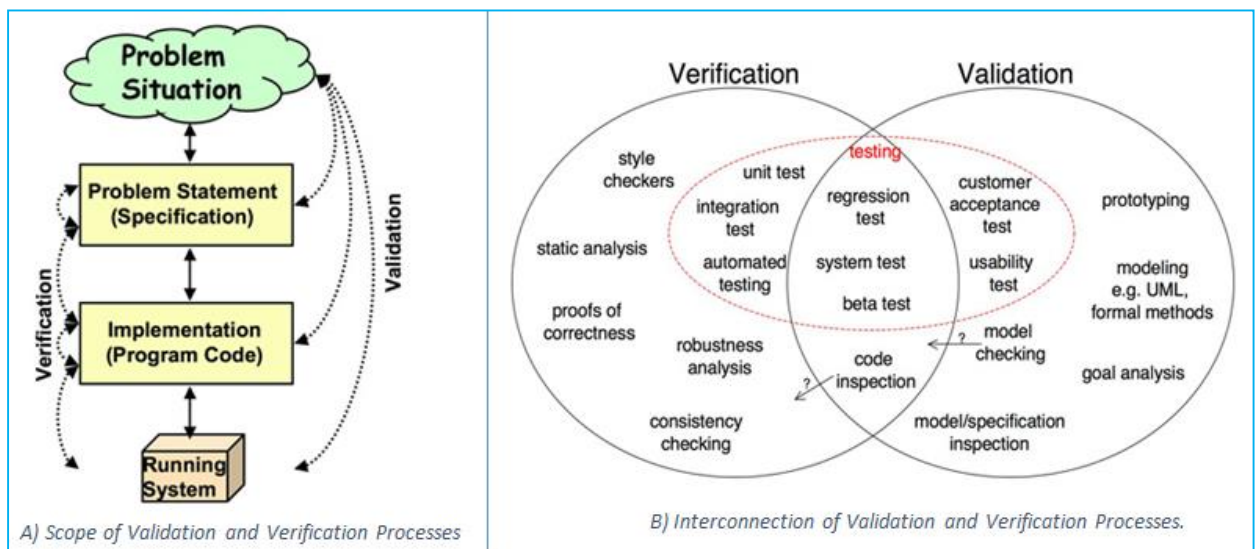 Problem
Situation
Problem Statement
(Specification)
Implementation
(Program Code)
Running
System
Verification
Validation
A) Scope of Validation and Verification Processes
Verification
Validation
testing
style
checkers
unit test
integration
test
automated
testing
static analysis
proofs of
correctness
robustness
analysis
consistency
checking
regression
test
system test
beta test
code
inspection
?
customer
acceptance
test
usability
test
?
model
checking
model/specification
inspection
prototyping
modeling
e.g. UML,
formal methods
goal analysis
B) Interconnection of Validation and Verification Processes.